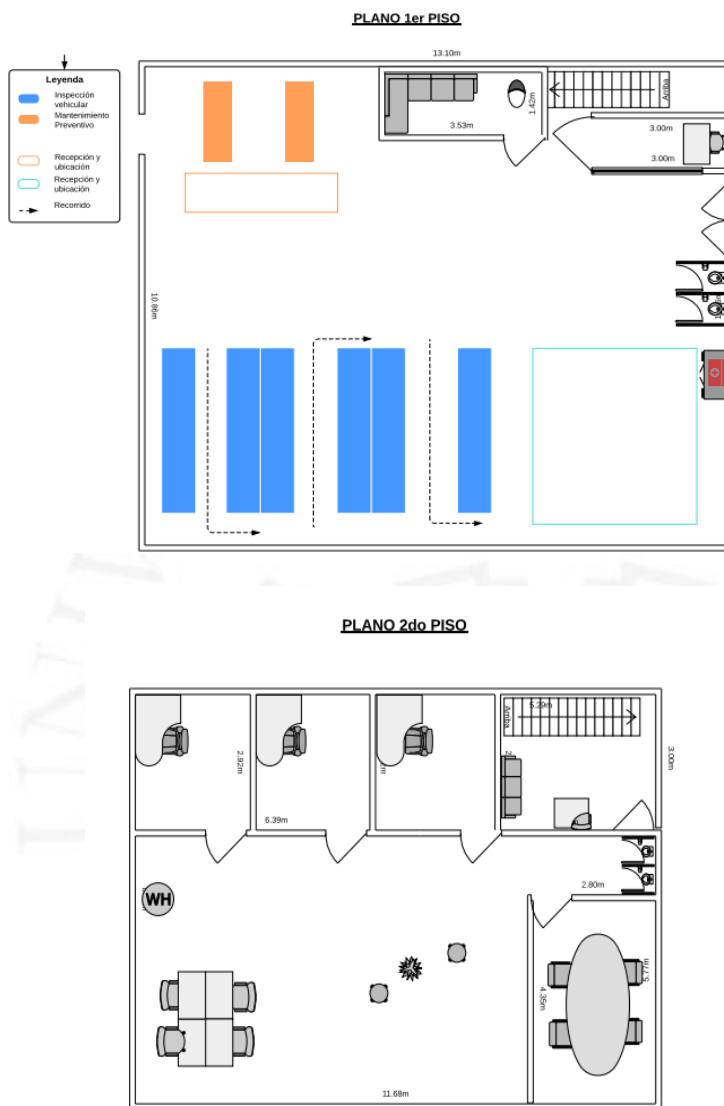 PLANO 1er PISO
13.10m
Leyenda
Inspección
vehicular
Mantenimiento
Preventivo
Recepción y
ubicación
Recepción y
ubicación
Recorrido
3.53m
1.42m
Arriba
3.00m
3.00m
10.86m
PLANO 2do PISO
Arriba
5.29m
2.92m
6.39m
3.00m
2.80m
WH
4.35m
5.77m
11.68m